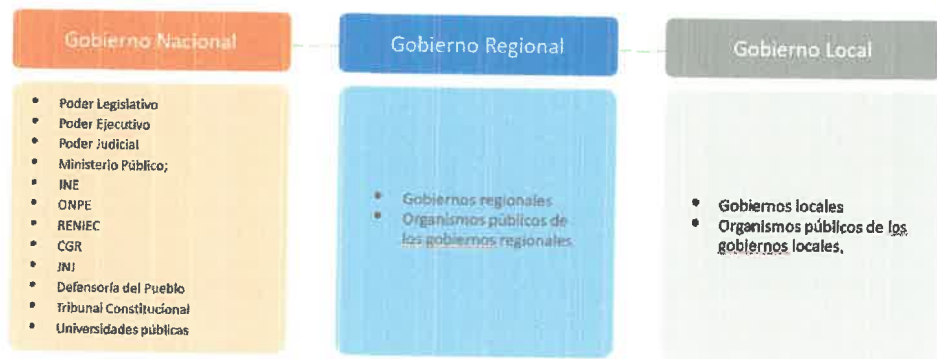 Gobierno Nacional
• Poder Legislativo
• Poder Ejecutivo
• Poder Judicial
• Ministerio Público;
• JNE
• ONPE
• RENIEC
• CGR
• JNJ
• Defensoría del Pueblo
• Tribunal Constitucional
• Universidades públicas
Gobierno Regional
• Gobiernos regionales
• Organismos públicos de
los gobiernos regionales
Gobierno Local
• Gobiernos locales
• Organismos públicos de los
gobiernos locales.